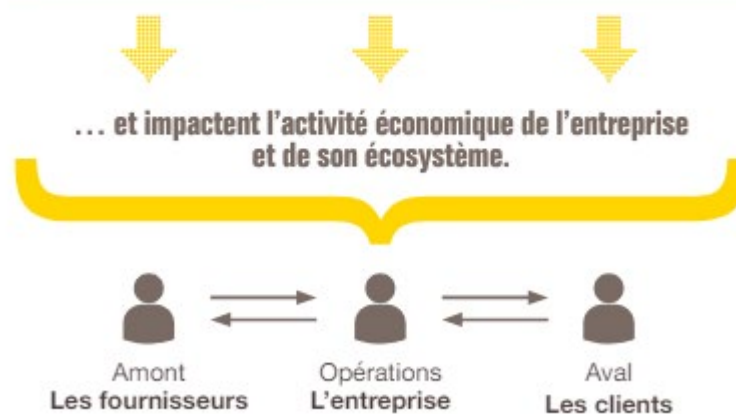 ... et impactent l'activité économique de l'entreprise
et de son écosystème.
Amont
Les fournisseurs
Opérations
L'entreprise
Aval
Les clients